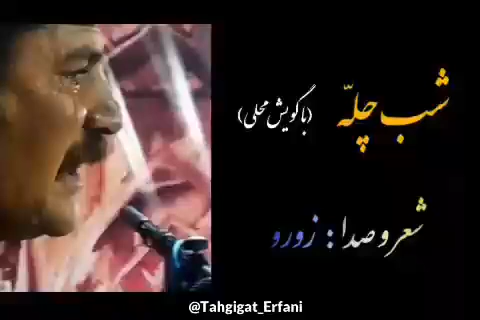 شب چلّه
(با گویش محلی)
شعر و صدا : زورو
@Tahgigat_Erfani